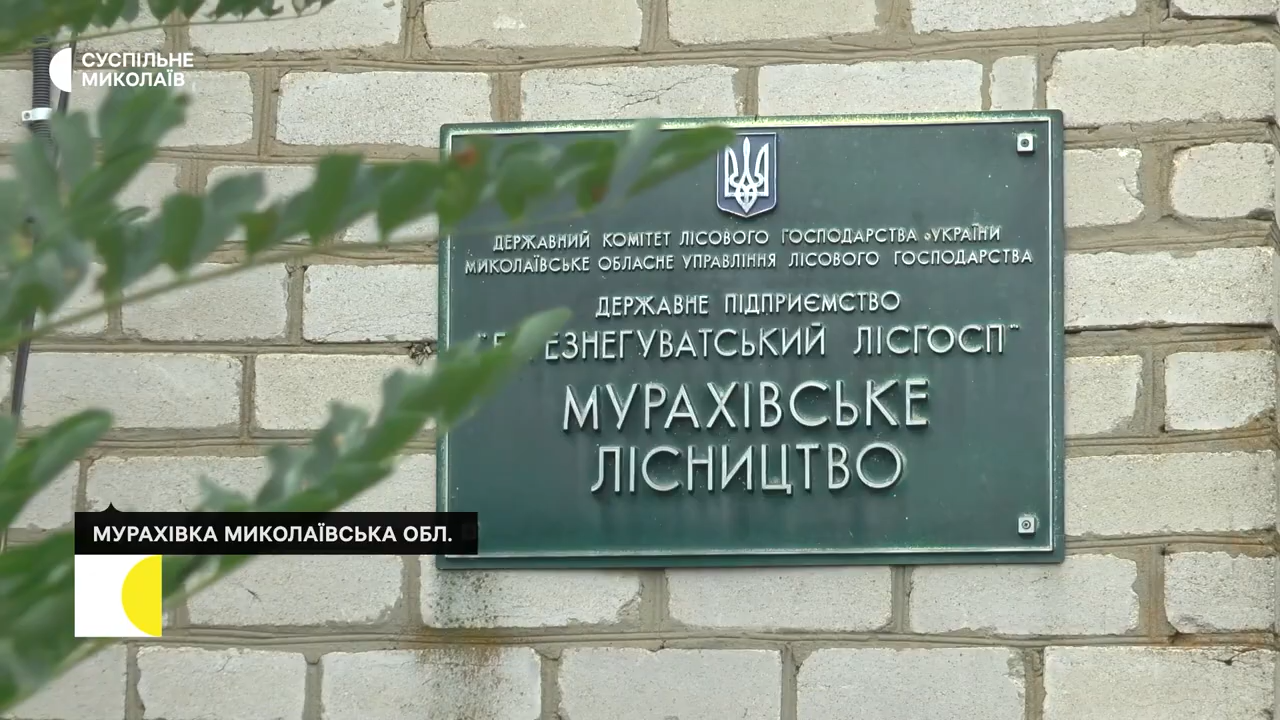 СУСПІЛЬНЕ
МИКОЛАЇВ
ДЕРЖАВНИЙ КОМІТЕТ ЛІСОВОГО ГОСПОДАРСТВА УКРАЇНИ
МИКОЛАЇВСЬКЕ ОБЛАСНЕ УПРАВЛІННЯ ЛІСОВОГО ГОСПОДАРСТВА
ДЕРЖАВНЕ ПІДПРИЄМСТВО
ЛІСГОСП"
МУРАХІВСЬКЕ
ЛІСНИЦТВО
МУРАХІВКА МИКОЛАЇВСЬКА ОБЛ.